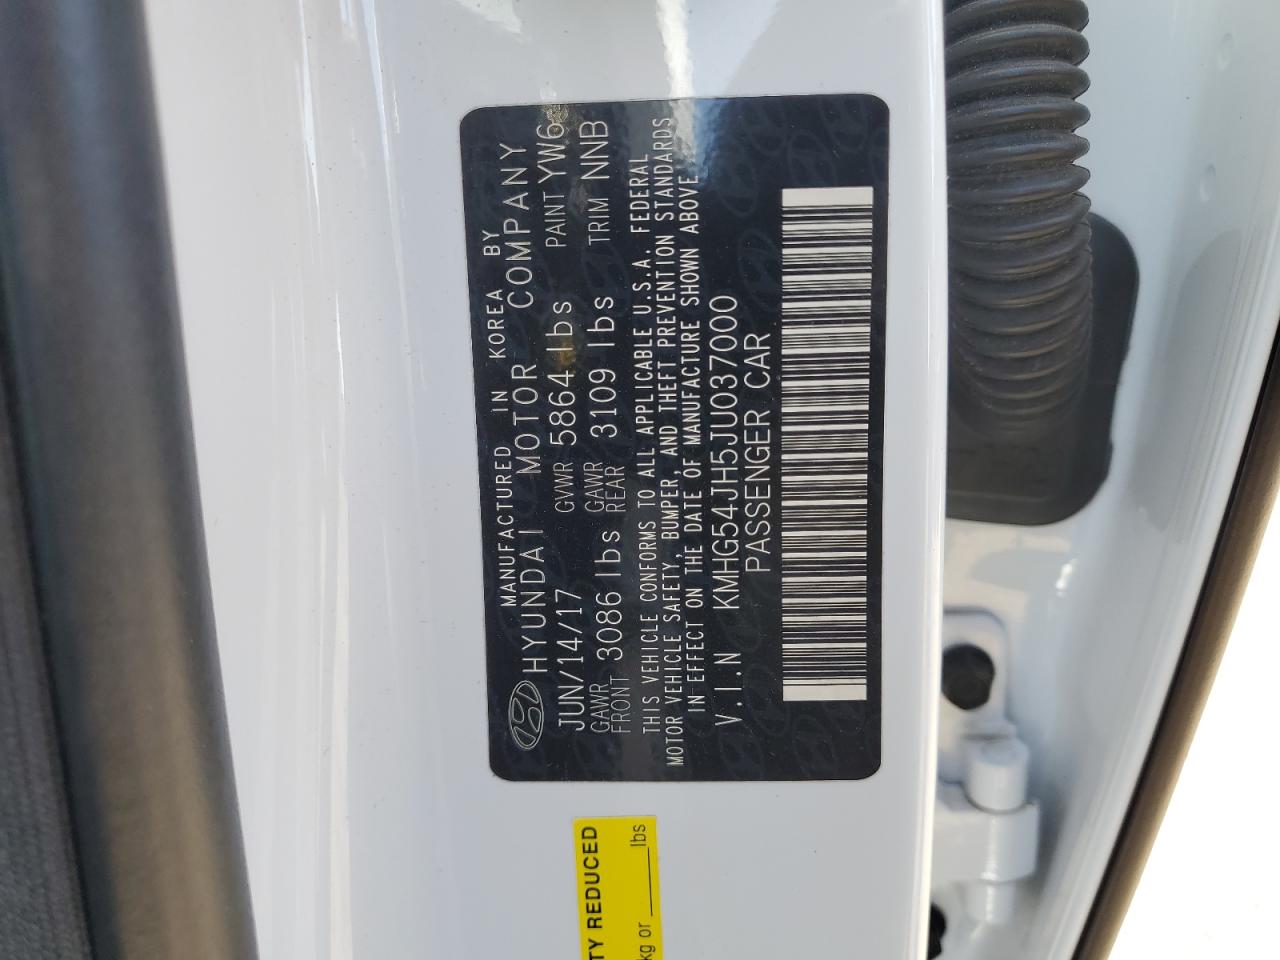 MANUFACTURED IN KOREA BY
HYUNDAI MOTOR COMPANY
JUN/14/17 GVWR 5864 lbs PAINT YW6
GAWR FRONT 3086 lbs GAWR REAR 3109 lbs TRIM NNB
THIS VEHICLE CONFORMS TO ALL APPLICABLE U.S.A. FEDERAL
MOTOR VEHICLE SAFETY, BUMPER, AND THEFT PREVENTION STANDARDS
IN EFFECT ON THE DATE OF MANUFACTURE SHOWN ABOVE
V.I.N KMHG54JH5JU037000
PASSENGER CAR
REDUCED
kg or ____lbs